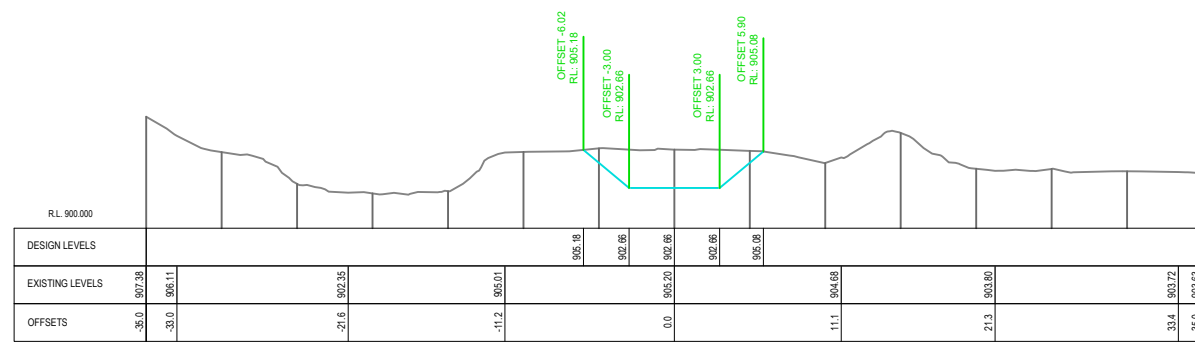 OFFSET -6.02
RL: 905.18
OFFSET -3.00
RL: 902.66
OFFSET 3.00
RL: 902.66
OFFSET 5.90
RL: 905.08
R.L. 900.000
DESIGN LEVELS 905.18 902.66 902.66 902.66 905.08
EXISTING LEVELS 907.38 906.11 902.35 905.01 905.20 904.68 903.80 903.72
OFFSETS -35.0 -33.0 -21.6 -11.2 0.0 11.1 21.3 33.4